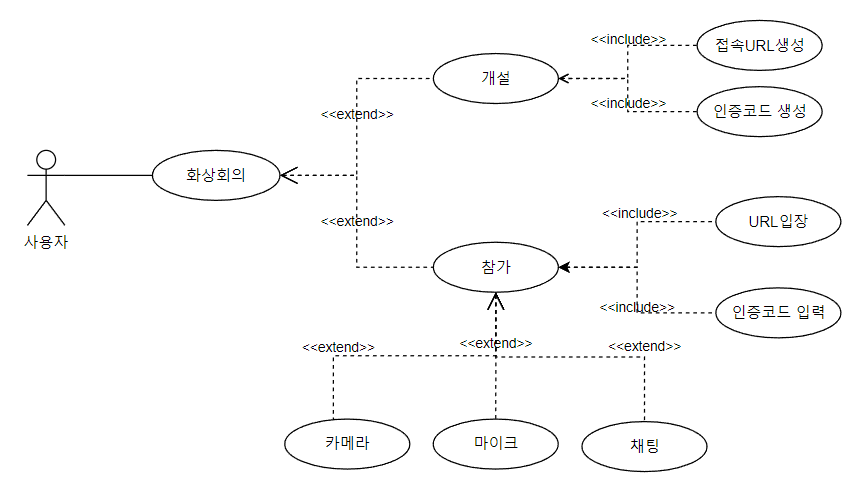 <<include>>
접속URL생성
개설
<<include>>
인증코드 생성
<<extend>>
화상회의
사용자
<<extend>>
<<include>>
URL입장
참가
<<include>>
인증코드 입력
<<extend>>
<<extend>>
<<extend>>
카메라
마이크
채팅